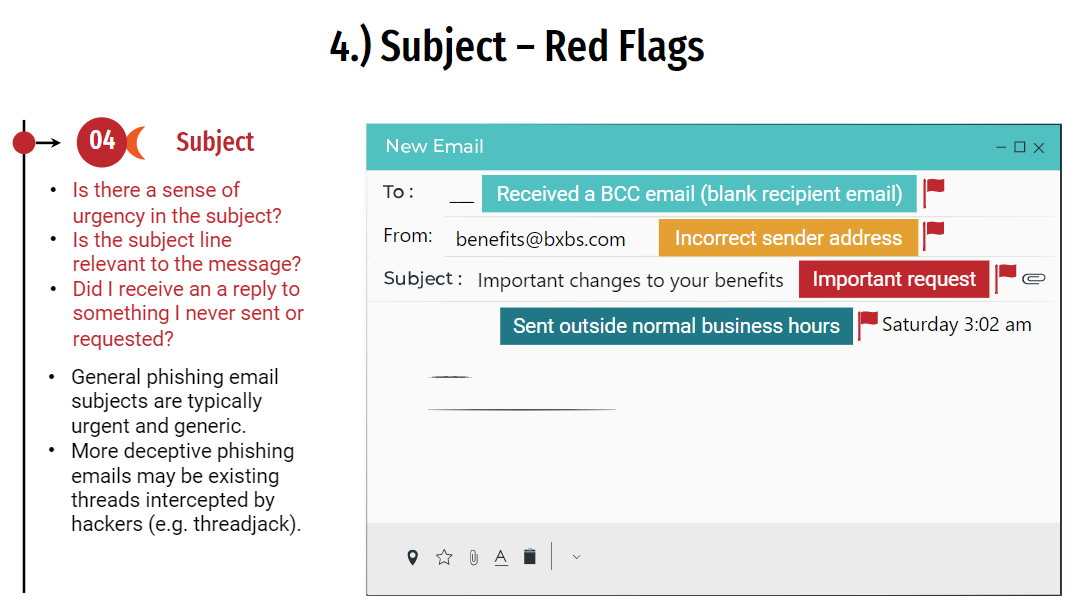 4.) Subject – Red Flags
04
Subject
• Is there a sense of
urgency in the subject?
• Is the subject line
relevant to the message?
• Did I receive an a reply to
something I never sent or
requested?
• General phishing email
subjects are typically
urgent and generic.
• More deceptive phishing
emails may be existing
threads intercepted by
hackers (e.g. threadjack).
New Email
To : __ Received a BCC email (blank recipient email)
From: benefits@bxbs.com Incorrect sender address
Subject : Important changes to your benefits Important request
Sent outside normal business hours Saturday 3:02 am
A